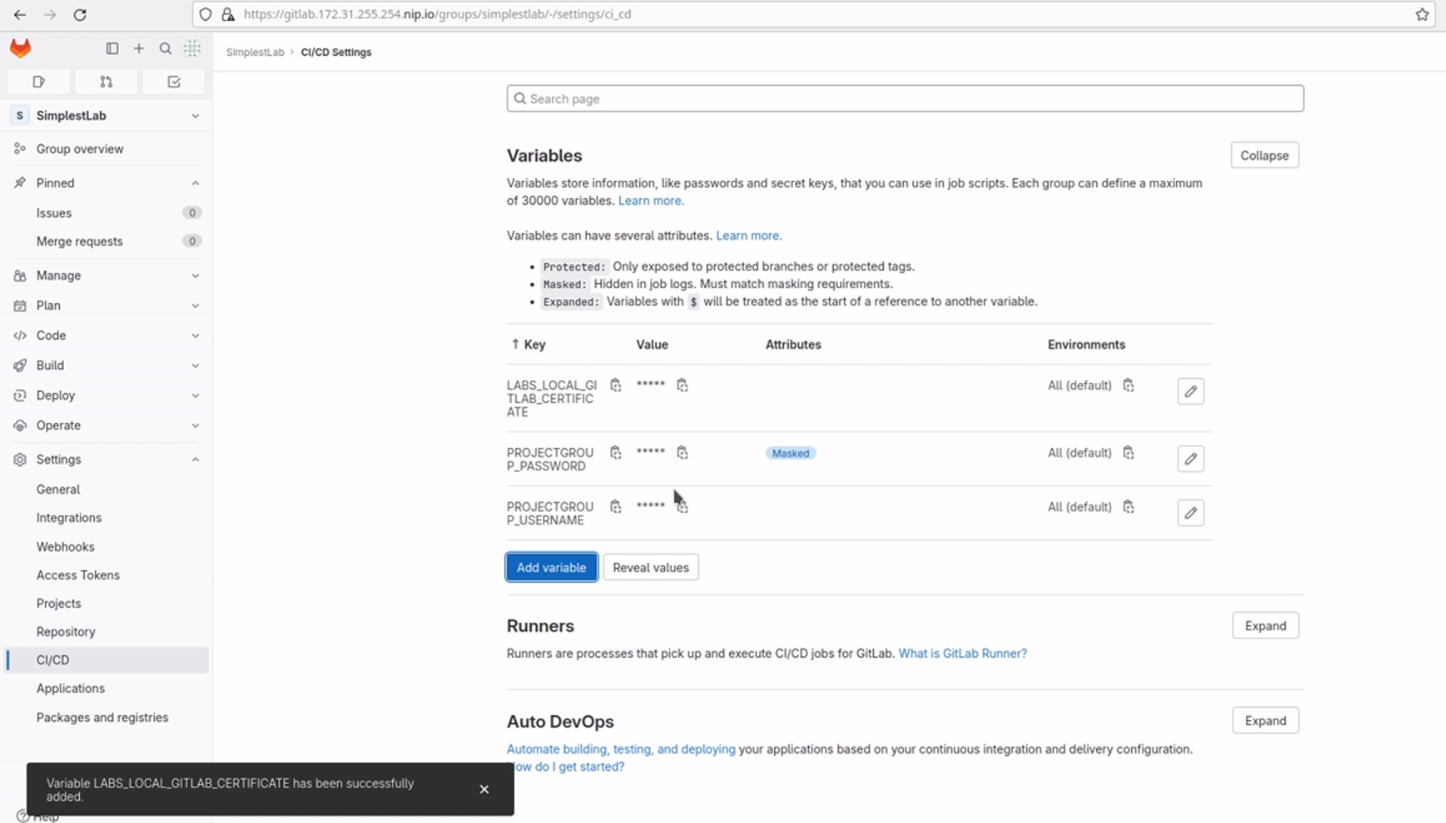 https://gitlab.172.31.255.254.nip.io/groups/simplestlab/-/settings/ci_cd
SimplestLab › CI/CD Settings
S SimplestLab
Group overview
Pinned
Issues 0
Merge requests 0
Manage
Plan
Code
Build
Deploy
Operate
Settings
General
Integrations
Webhooks
Access Tokens
Projects
Repository
CI/CD
Applications
Packages and registries
Help
Search page
Variables
Collapse
Variables store information, like passwords and secret keys, that you can use in job scripts. Each group can define a maximum
of 30000 variables. Learn more.
Variables can have several attributes. Learn more.
• Protected: Only exposed to protected branches or protected tags.
• Masked: Hidden in job logs. Must match masking requirements.
• Expanded: Variables with $ will be treated as the start of a reference to another variable.
↑ Key Value Attributes Environments
LABS_LOCAL_GI ***** All (default)
TLAB_CERTIFIC
ATE
PROJECTGROU ***** Masked All (default)
P_PASSWORD
PROJECTGROU ***** All (default)
P_USERNAME
Add variable Reveal values
Runners
Expand
Runners are processes that pick up and execute CI/CD jobs for GitLab. What is GitLab Runner?
Auto DevOps
Expand
Automate building, testing, and deploying your applications based on your continuous integration and delivery configuration.
How do I get started?
Variable LABS_LOCAL_GITLAB_CERTIFICATE has been successfully
added.